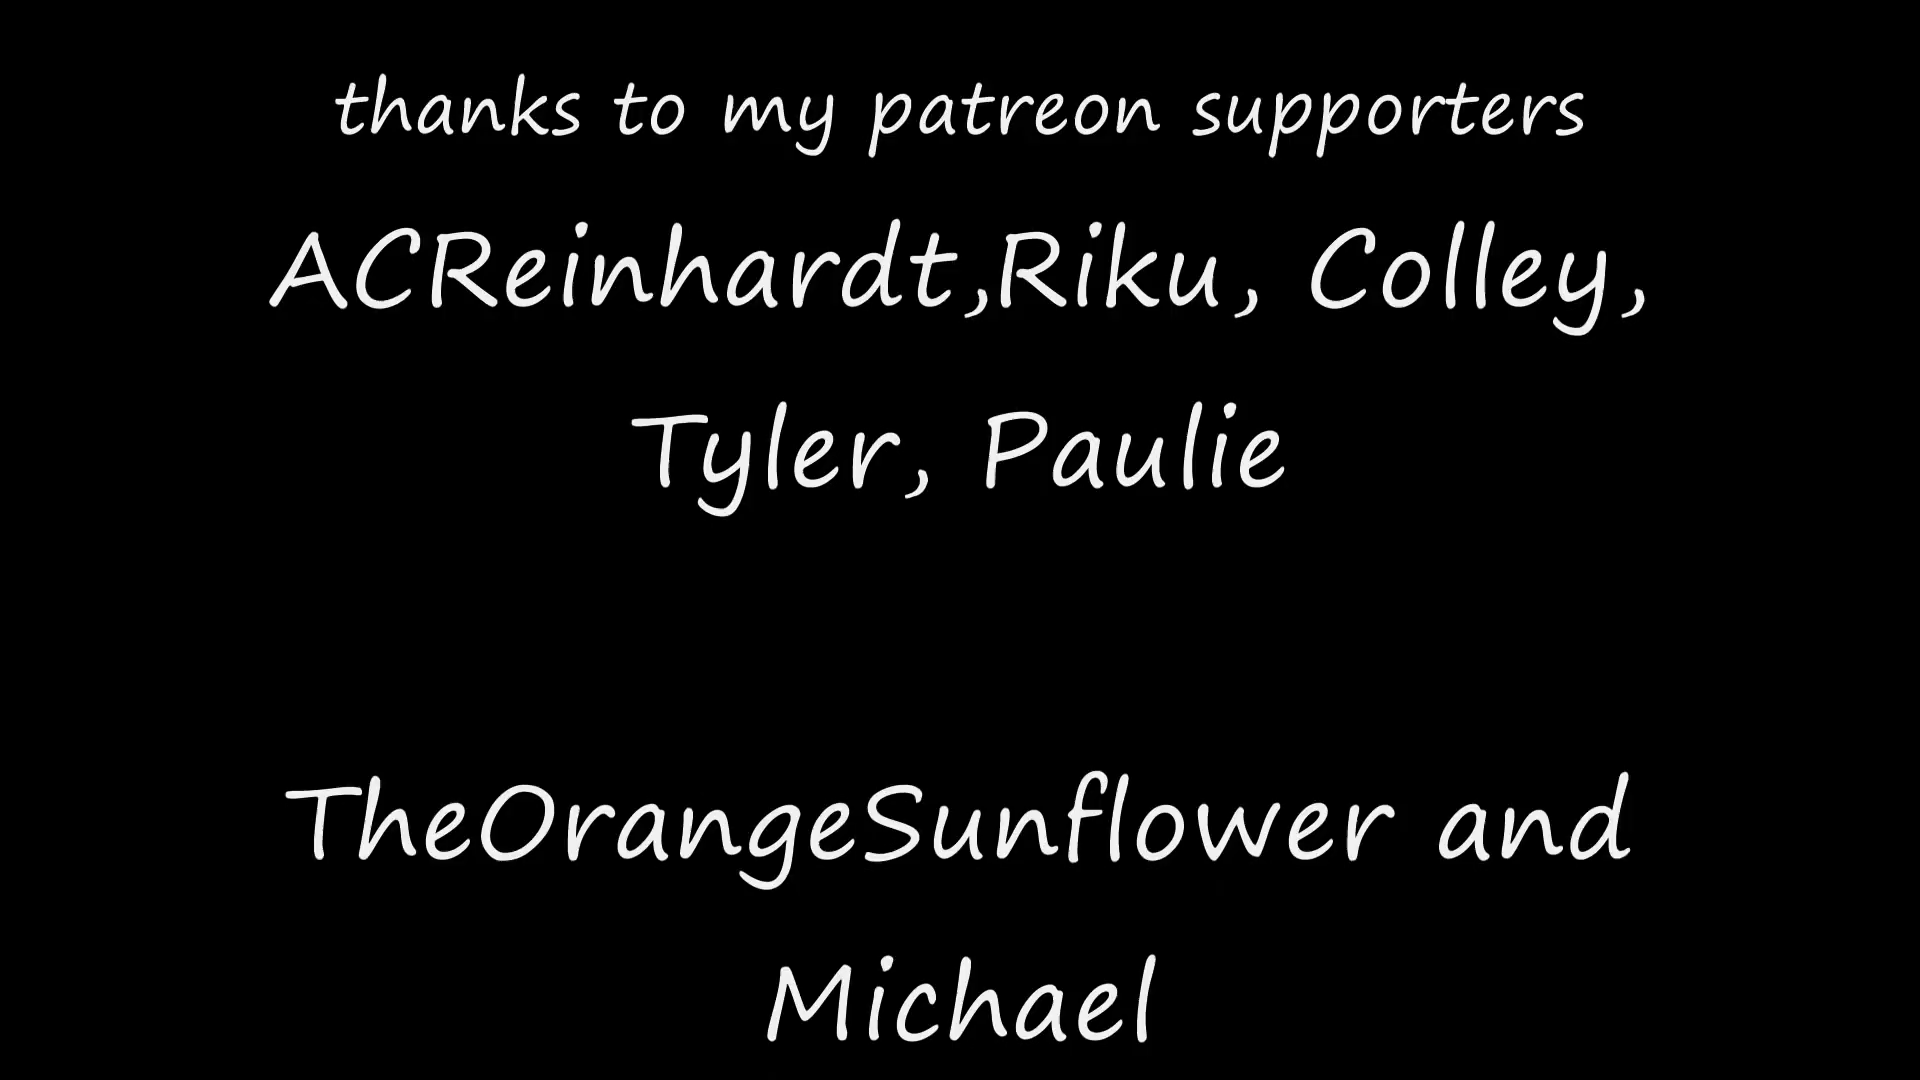 thanks to my patreon supporters
ACReinhardt,Riku, Colley,
Tyler, Paulie
TheOrangeSunflower and
Michael